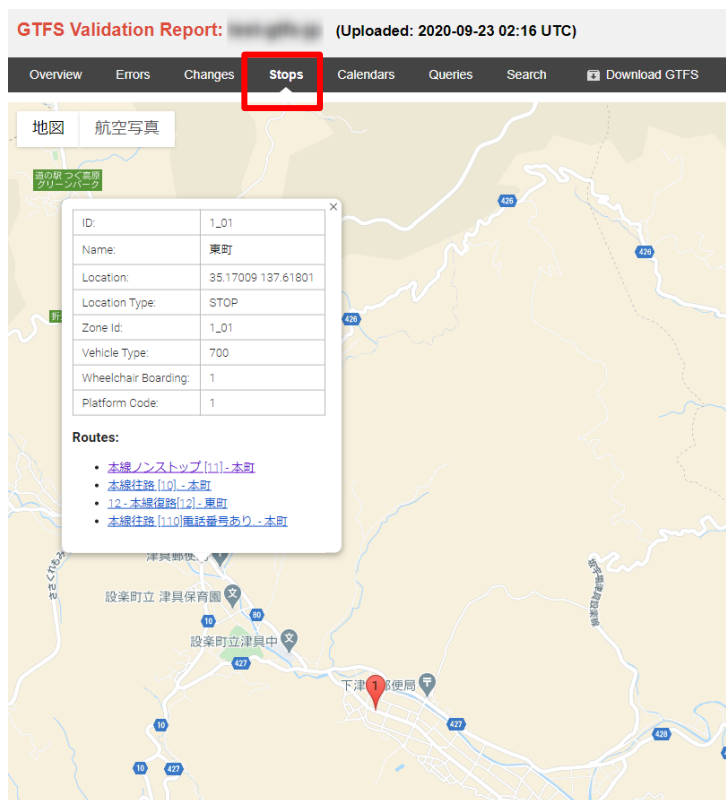 GTFS Validation Report: (Uploaded: 2020-09-23 02:16 UTC)
Overview Errors Changes Stops Calendars Queries Search Download GTFS
地図 航空写真
道の駅 つぐ高原
グリーンパーク
426
426
ID: 1_01
Name: 東町
Location: 35.17009 137.61801
Location Type: STOP
Zone Id: 1_01
Vehicle Type: 700
Wheelchair Boarding: 1
Platform Code: 1
折
426
Routes:
本線ノンストップ [11] - 本町
本線往路 [10] - 本町
12 - 本線復路[12] - 東町
本線往路 [110]電話番号あり. - 本町
津具郵便
設楽町立 津具保育園
10
80
設楽町立津具中
427
下津 1 郵便局
10
427
428
10
427